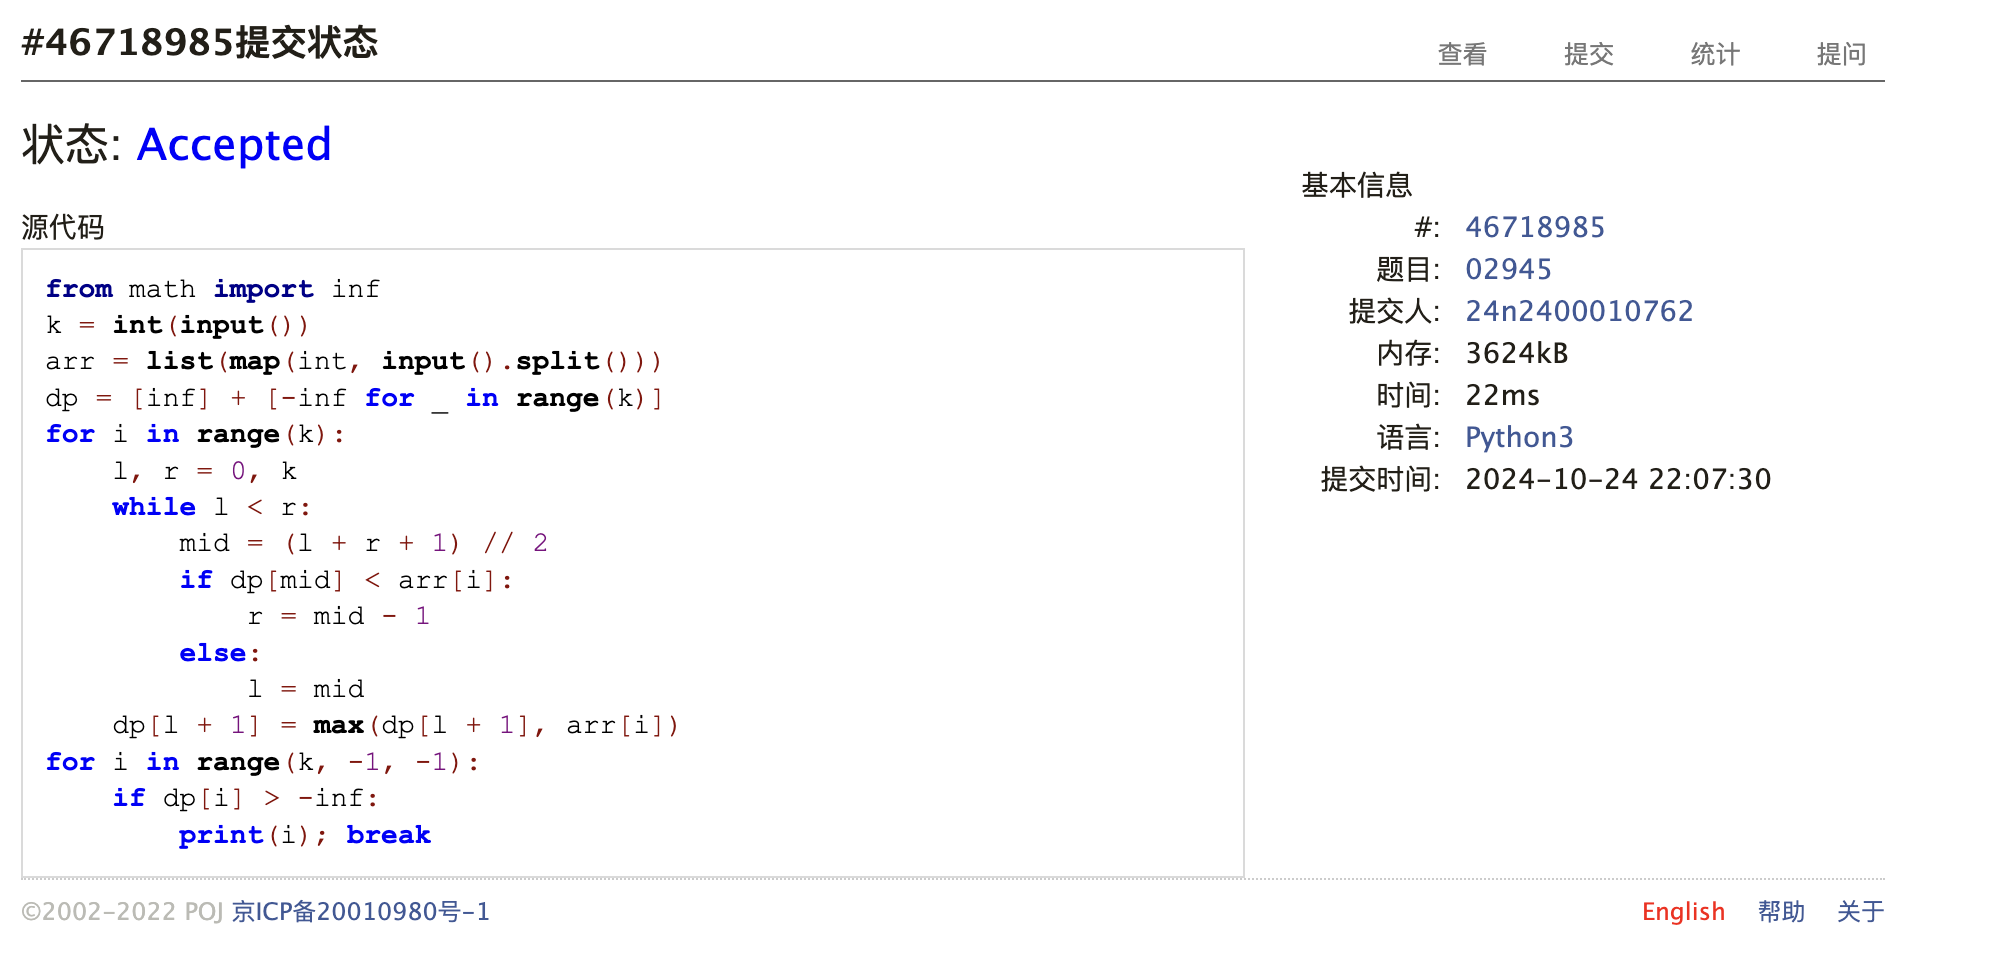 #46718985提交状态
查看 提交 统计 提问
状态: Accepted
源代码
from math import inf
k = int(input())
arr = list(map(int, input().split()))
dp = [inf] + [-inf for _ in range(k)]
for i in range(k):
    l, r = 0, k
    while l < r:
        mid = (l + r + 1) // 2
        if dp[mid] < arr[i]:
            r = mid - 1
        else:
            l = mid
    dp[l + 1] = max(dp[l + 1], arr[i])
for i in range(k, -1, -1):
    if dp[i] > -inf:
        print(i); break
基本信息
#: 46718985
题目: 02945
提交人: 24n2400010762
内存: 3624kB
时间: 22ms
语言: Python3
提交时间: 2024-10-24 22:07:30
©2002-2022 POJ 京ICP备20010980号-1
English 帮助 关于